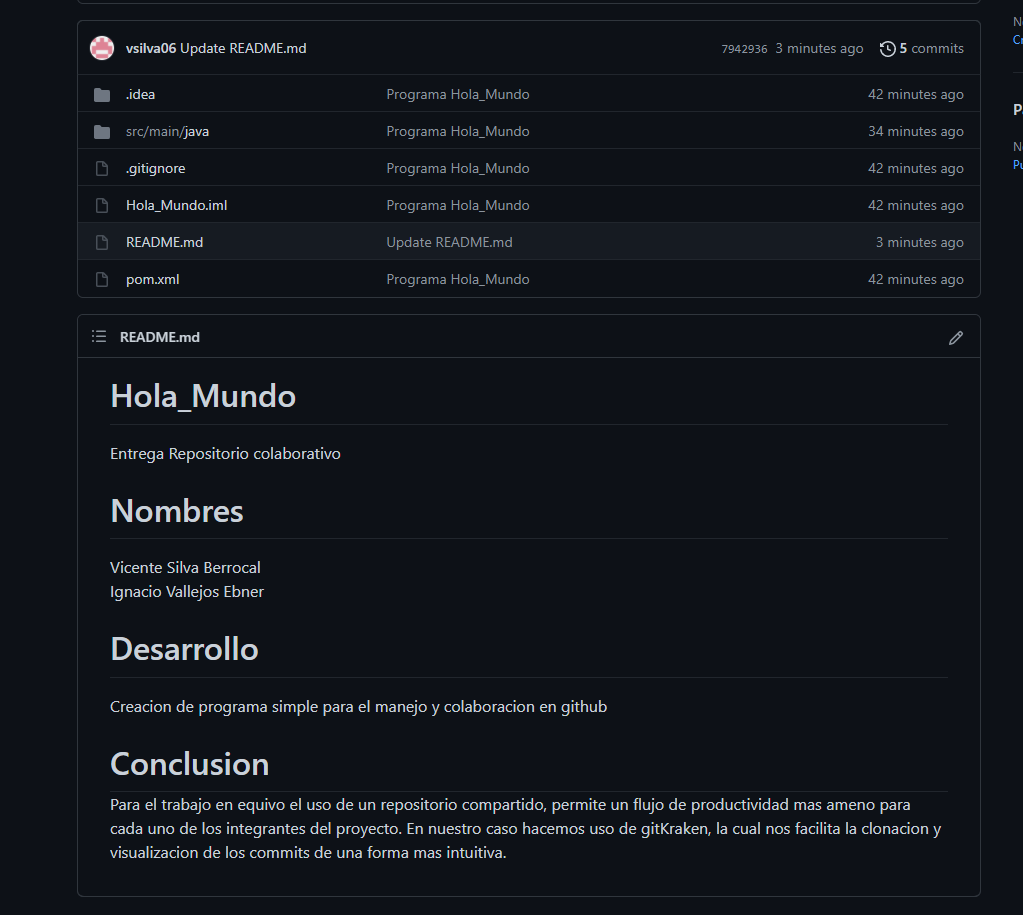 vsilva06 Update README.md 7942936 3 minutes ago 5 commits
.idea Programa Hola_Mundo 42 minutes ago
src/main/java Programa Hola_Mundo 34 minutes ago
.gitignore Programa Hola_Mundo 42 minutes ago
Hola_Mundo.iml Programa Hola_Mundo 42 minutes ago
README.md Update README.md 3 minutes ago
pom.xml Programa Hola_Mundo 42 minutes ago
README.md
Hola_Mundo
Entrega Repositorio colaborativo
Nombres
Vicente Silva Berrocal
Ignacio Vallejos Ebner
Desarrollo
Creacion de programa simple para el manejo y colaboracion en github
Conclusion
Para el trabajo en equivo el uso de un repositorio compartido, permite un flujo de productividad mas ameno para
cada uno de los integrantes del proyecto. En nuestro caso hacemos uso de gitKraken, la cual nos facilita la clonacion y
visualizacion de los commits de una forma mas intuitiva.